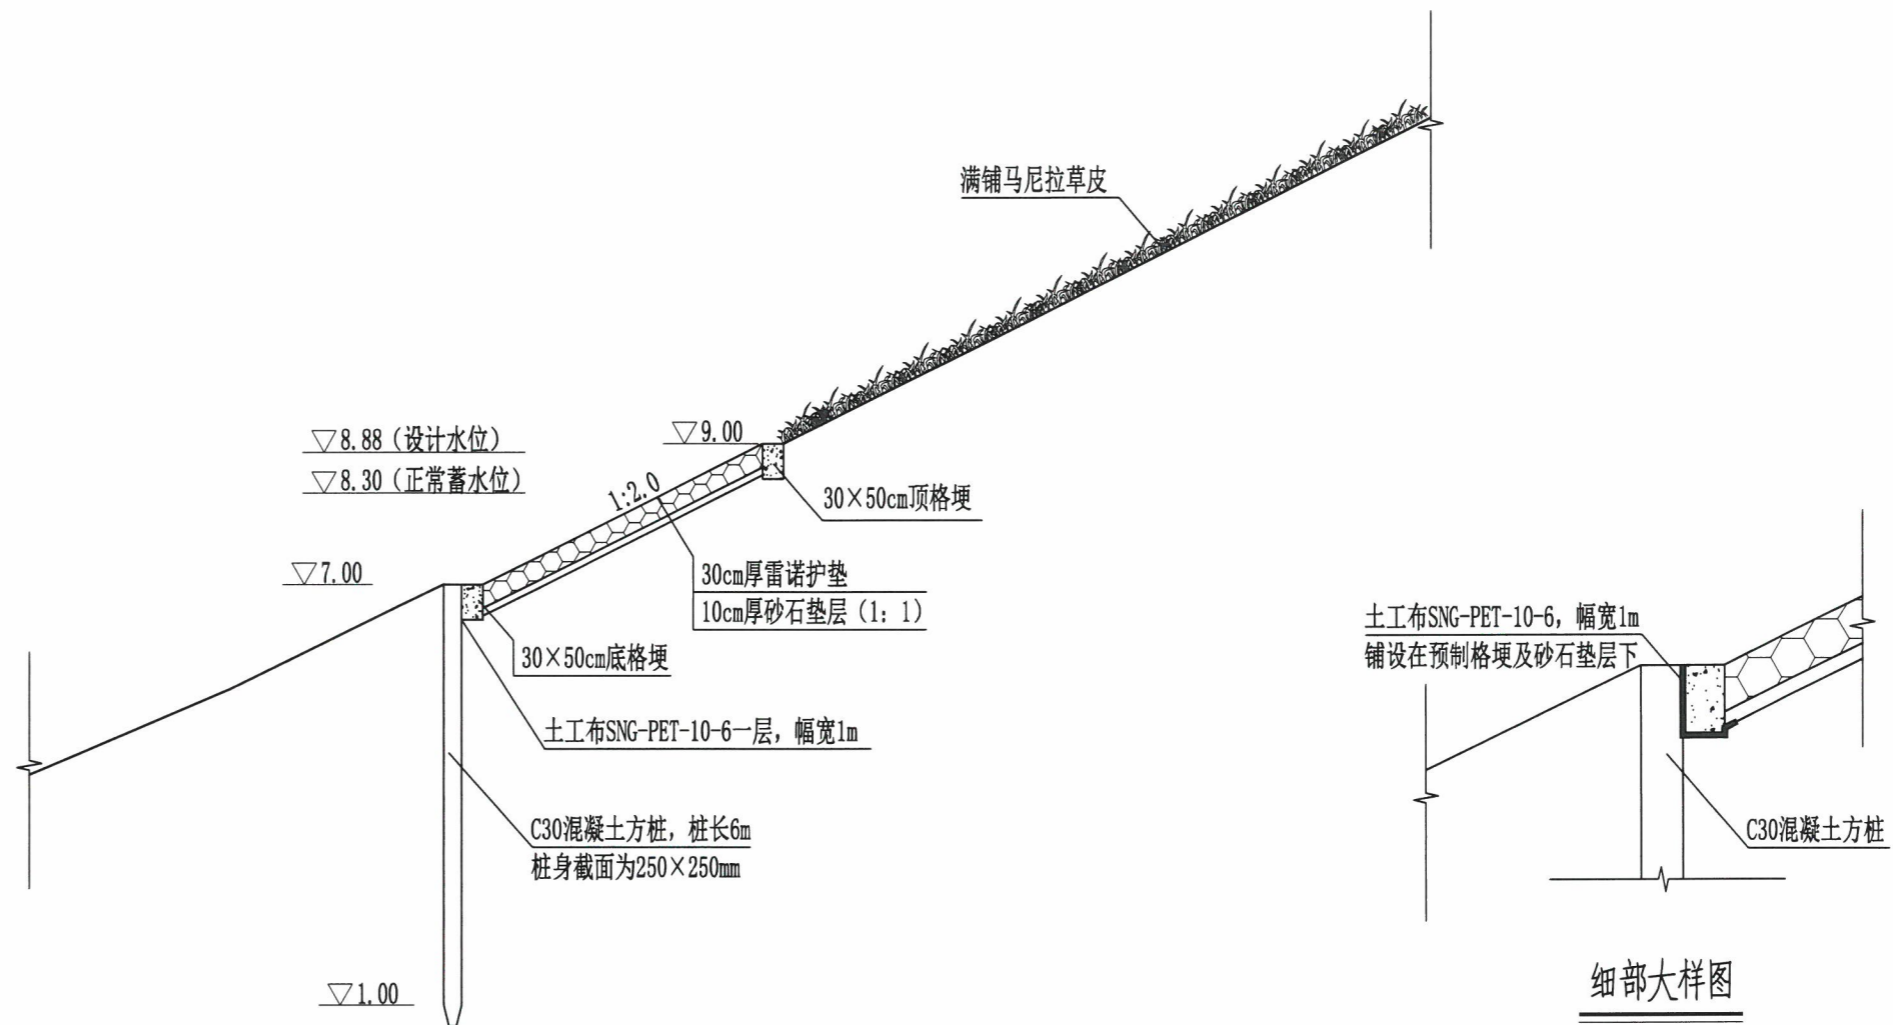 满铺马尼拉草皮
▽8.88（设计水位）
▽9.00
▽8.30（正常蓄水位）
1:2.0
30×50cm顶格埂
▽7.00
30cm厚雷诺护垫
10cm厚砂石垫层（1：1）
30×50cm底格埂
土工布SNG-PET-10-6一层，幅宽1m
C30混凝土方桩，桩长6m
桩身截面为250×250mm
▽1.00
土工布SNG-PET-10-6，幅宽1m
铺设在预制格埂及砂石垫层下
C30混凝土方桩
细部大样图